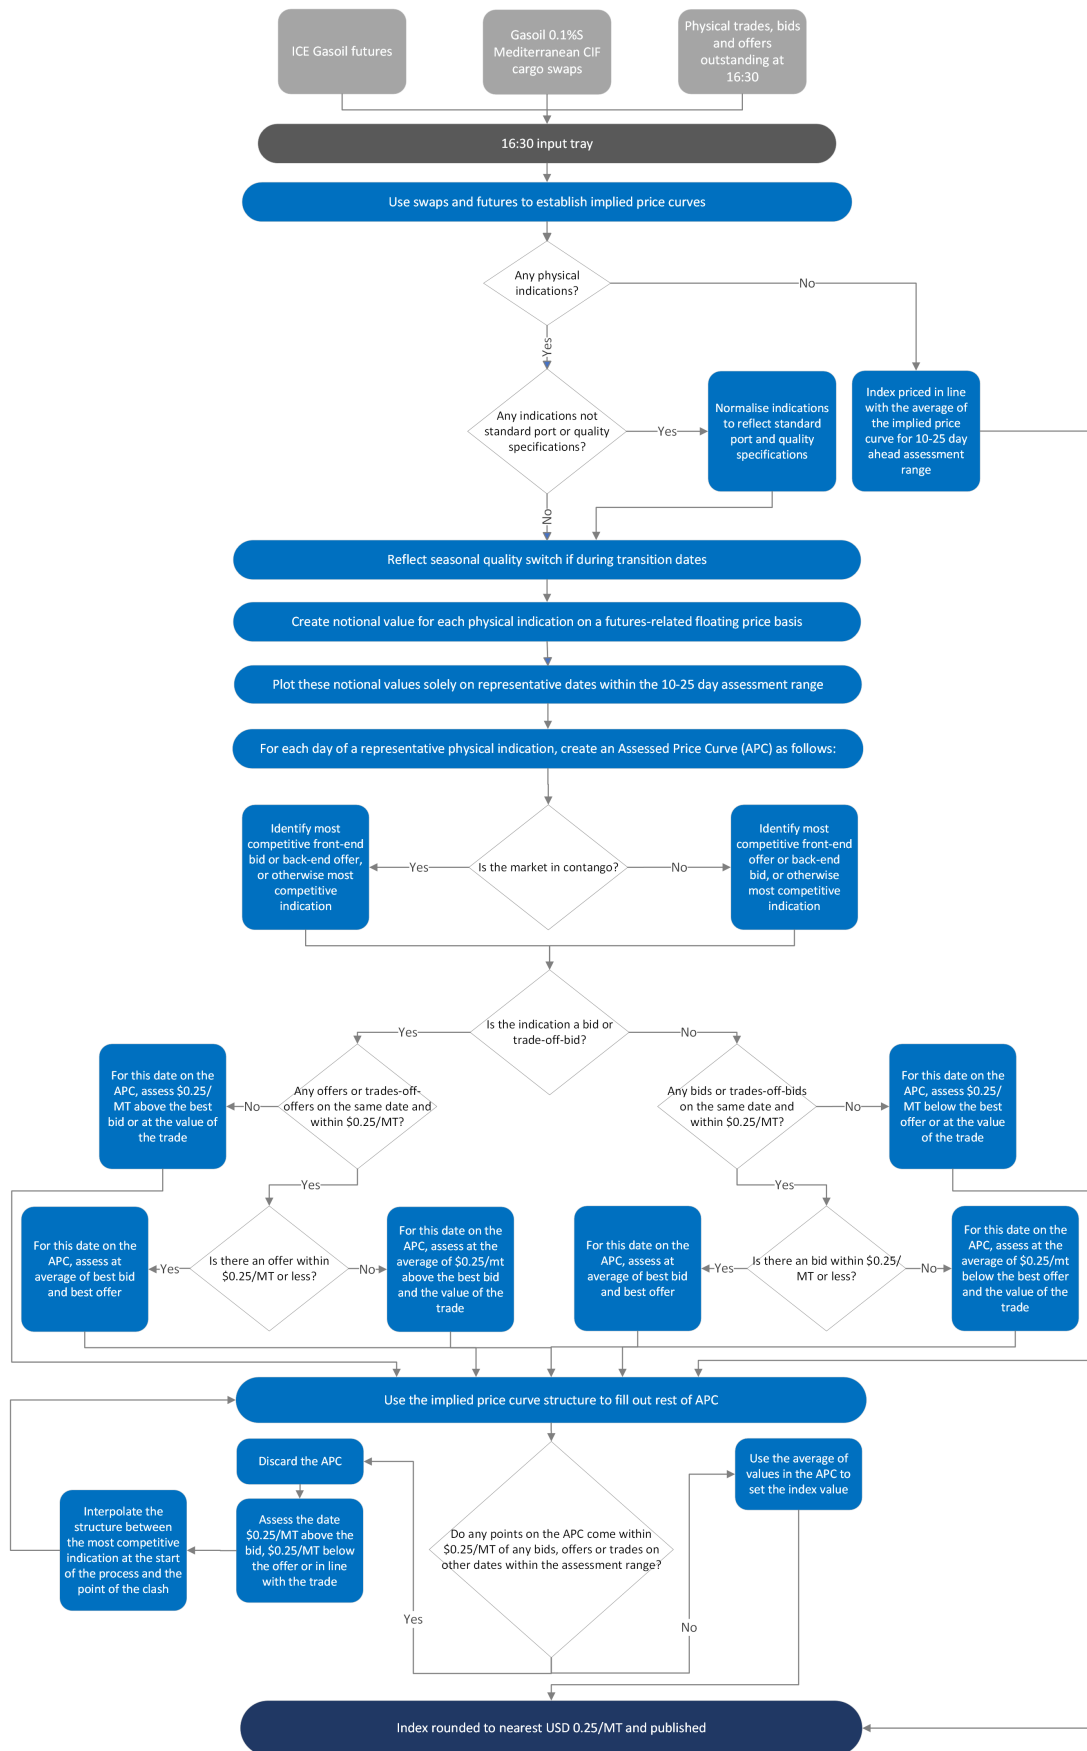 ICE Gasoil futures
Gasoil 0.1%S
Mediterranean CIF
cargo swaps
Physical trades, bids
and offers
outstanding at
16:30
16:30 input tray
Use swaps and futures to establish implied price curves
Any physical
indications?
No
Yes
Any indications not
standard port or quality
specifications?
Yes
Normalise indications
to reflect standard
port and quality
specifications
Index priced in line
with the average of
the implied price
curve for 10-25 day
ahead assessment
range
No
Reflect seasonal quality switch if during transition dates
Create notional value for each physical indication on a futures-related floating price basis
Plot these notional values solely on representative dates within the 10-25 day assessment range
For each day of a representative physical indication, create an Assessed Price Curve (APC) as follows:
Identify most
competitive front-end
bid or back-end offer,
or otherwise most
competitive
indication
Yes
Is the market in contango?
No
Identify most
competitive front-end
offer or back-end
bid, or otherwise
most competitive
indication
Yes
Is the indication a bid or
trade-off-bid?
No
For this date on the
APC, assess $0.25/
MT above the best
bid or at the value of
the trade
No
Any offers or trades-off-
offers on the same date and
within $0.25/MT?
Any bids or trades-off-bids
on the same date and
within $0.25/MT?
No
For this date on the
APC, assess $0.25/
MT below the best
offer or at the value
of the trade
Yes
Yes
For this date on the
APC, assess at
average of best bid
and best offer
Yes
Is there an offer within
$0.25/MT or less?
No
For this date on the
APC, assess at the
average of $0.25/mt
above the best bid
and the value of the
trade
For this date on the
APC, assess at
average of best bid
and best offer
Yes
Is there an bid within $0.25/
MT or less?
No
For this date on the
APC, assess at the
average of $0.25/mt
below the best offer
and the value of the
trade
Use the implied price curve structure to fill out rest of APC
Discard the APC
Use the average of
values in the APC to
set the index value
Interpolate the
structure between
the most competitive
indication at the start
of the process and the
point of the clash
Assess the date
$0.25/MT above the
bid, $0.25/MT below
the offer or in line
with the trade
Do any points on the APC come within
$0.25/MT of any bids, offers or trades on
other dates within the assessment range?
Yes
No
Index rounded to nearest USD 0.25/MT and published